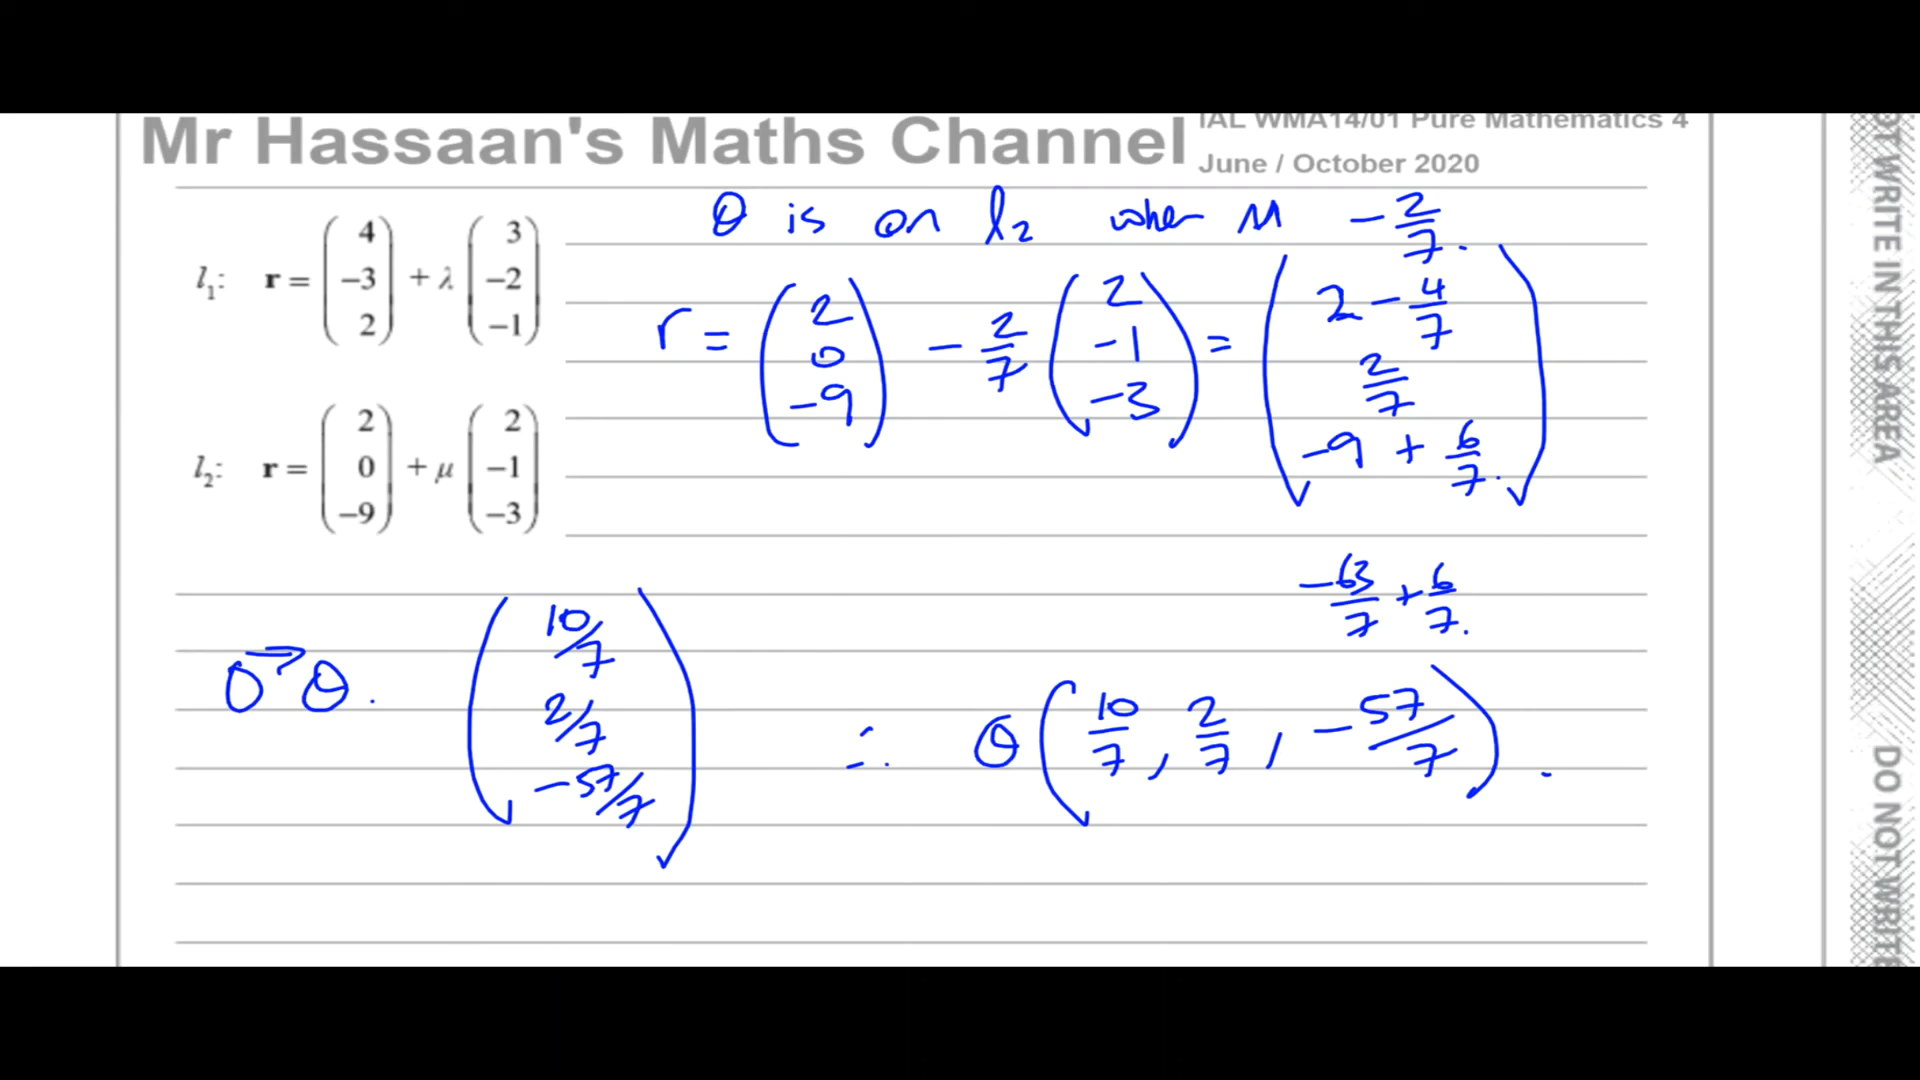 Mr Hassaan's Maths Channel
IAL WMA14/01 Pure Mathematics 4
June / October 2020
l₁: r = (4 −3 2) + λ (3 −2 −1)
l₂: r = (2 0 −9) + μ (2 −1 −3)
Q is on l₂ when M − 2/7.
r = (2 0 −9) − 2/7 (2 −1 −3) = (2 − 4/7 2/7 −9 + 6/7.)
−63/7 + 6/7.
OQ. (10/7 2/7 −57/7) ∴ Q (10/7, 2/7, −57/7).
OT WRITE IN THIS AREA
DO NOT WRITE